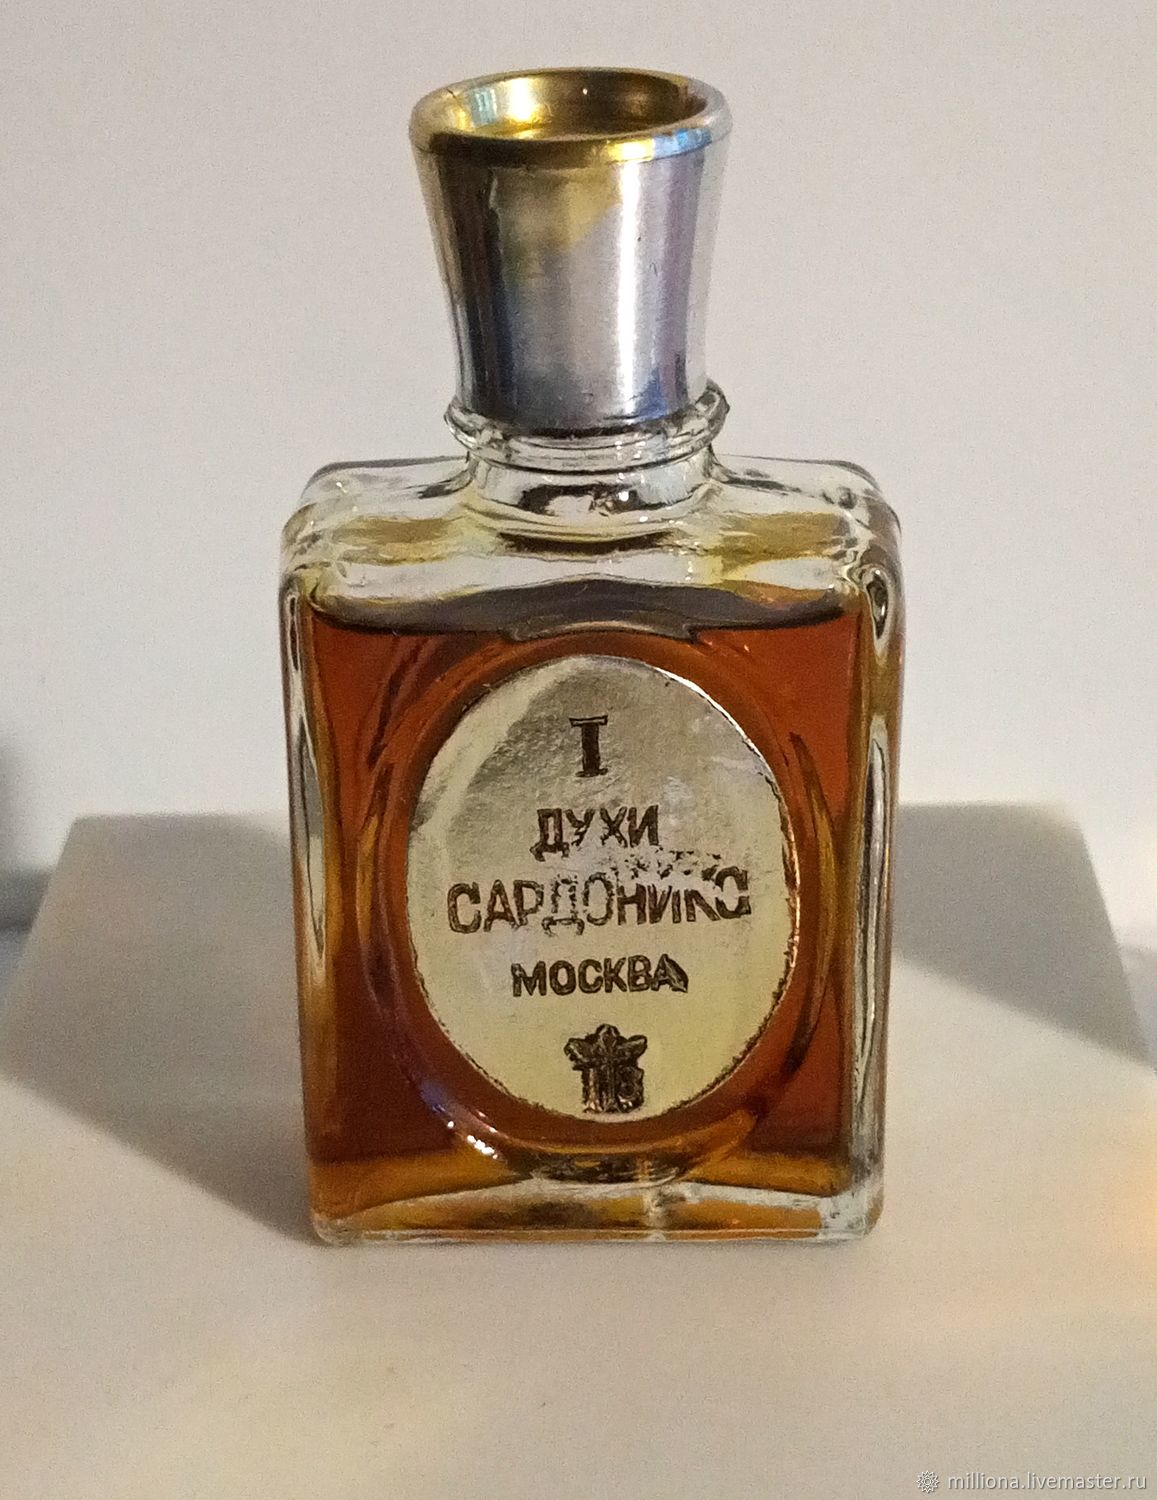 I
ДУХИ
САРДОНИКС
МОСКВА
milliona.livemaster.ru